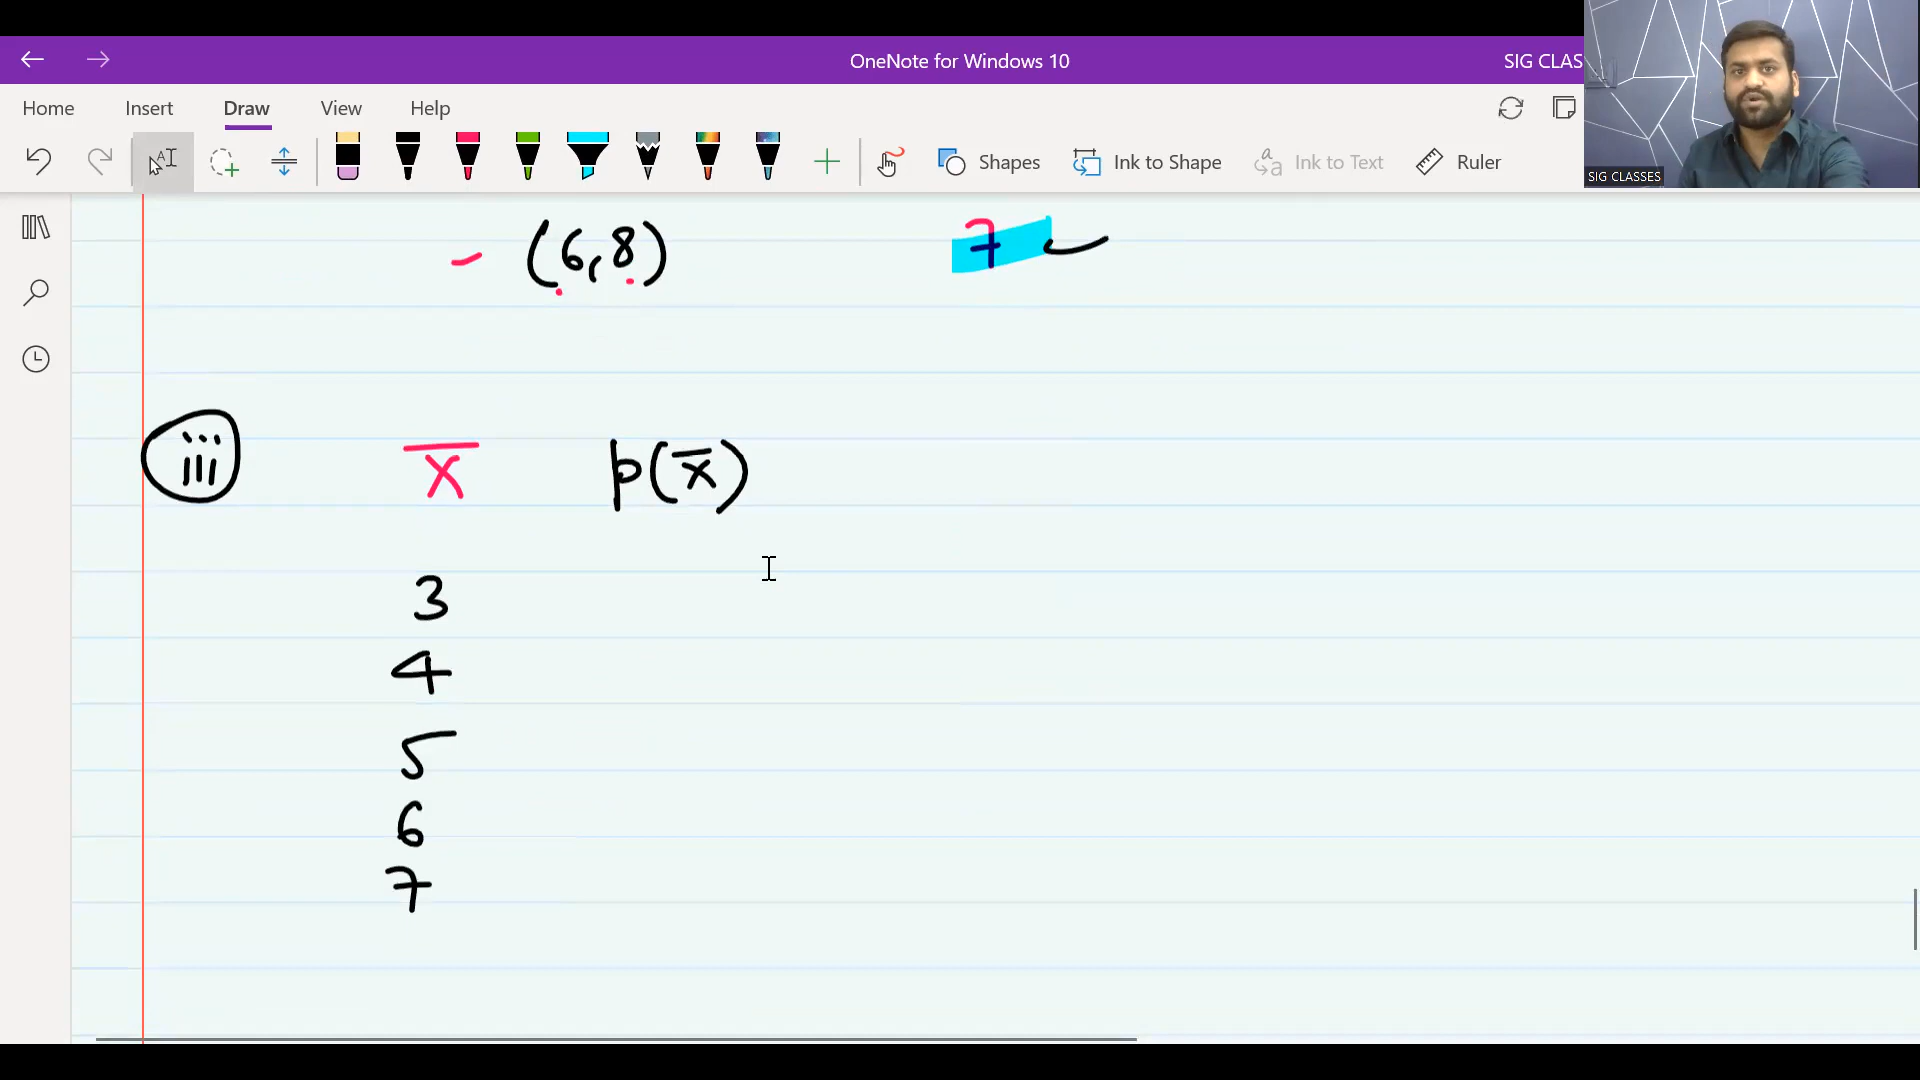 OneNote for Windows 10
SIG CLAS
Home Insert Draw View Help
Shapes Ink to Shape Ink to Text Ruler
SIG CLASSES
- (6,8) 7
iii X̅ p(x̅)
3
4
5
6
7